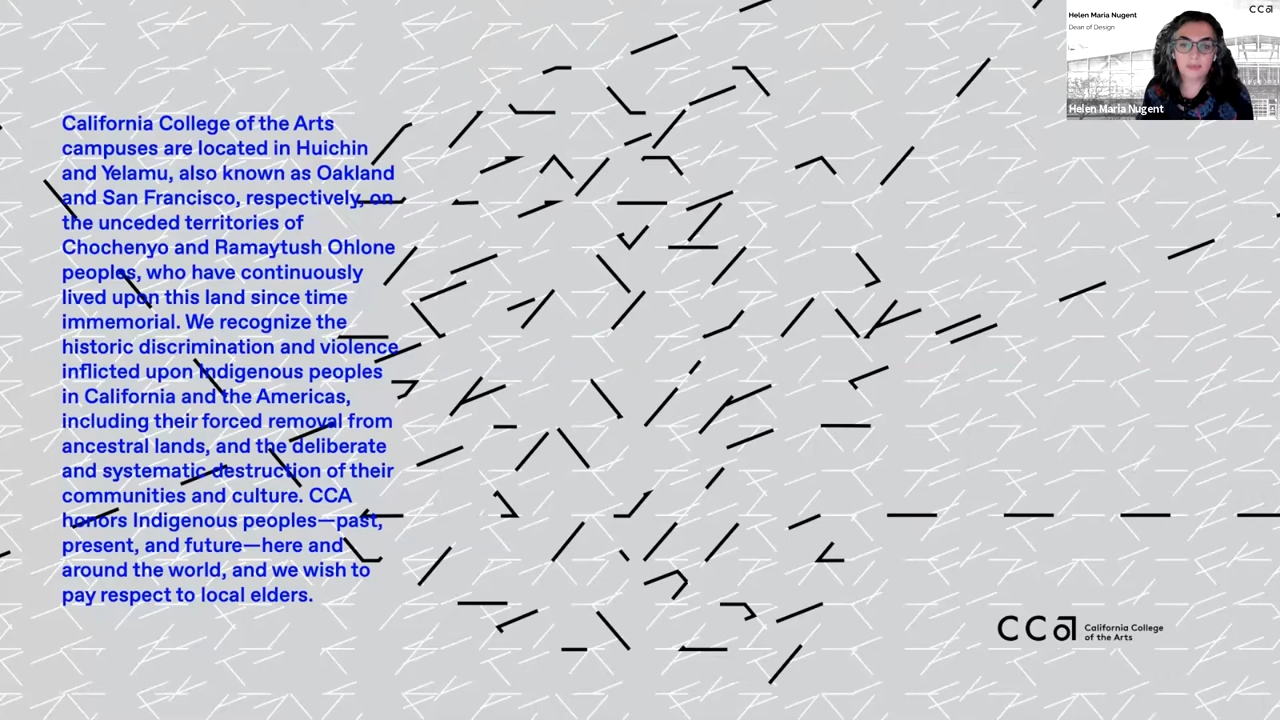 California College of the Arts
campuses are located in Huichin
and Yelamu, also known as Oakland
and San Francisco, respectively, on
the unceded territories of
Chochenyo and Ramaytush Ohlone
peoples, who have continuously
lived upon this land since time
immemorial. We recognize the
historic discrimination and violence
inflicted upon Indigenous peoples
in California and the Americas,
including their forced removal from
ancestral lands, and the deliberate
and systematic destruction of their
communities and culture. CCA
honors Indigenous peoples—past,
present, and future—here and
around the world, and we wish to
pay respect to local elders.
Helen Maria Nugent
Dean of Design
CCa
Helen Maria Nugent
CCa
California College
of the Arts